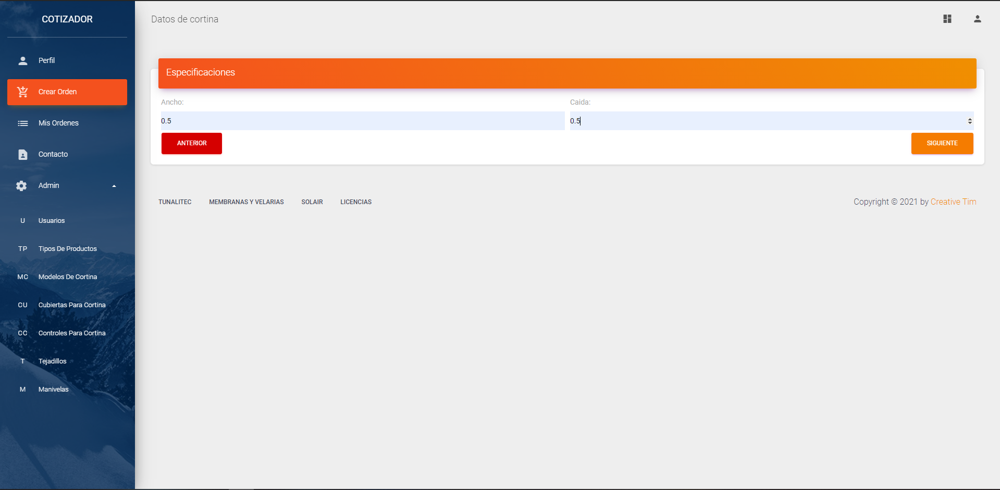 COTIZADOR
Perfil
Crear Orden
Mis Ordenes
Contacto
Admin
U Usuarios
TP Tipos De Productos
MC Modelos De Cortina
CU Cubiertas Para Cortina
CC Controles Para Cortina
T Tejadillos
M Manivelas
Datos de cortina
Especificaciones
Ancho: Caida:
0.5 0.5
ANTERIOR SIGUIENTE
TUNALITEC MEMBRANAS Y VELARIAS SOLAIR LICENCIAS Copyright © 2021 by Creative Tim